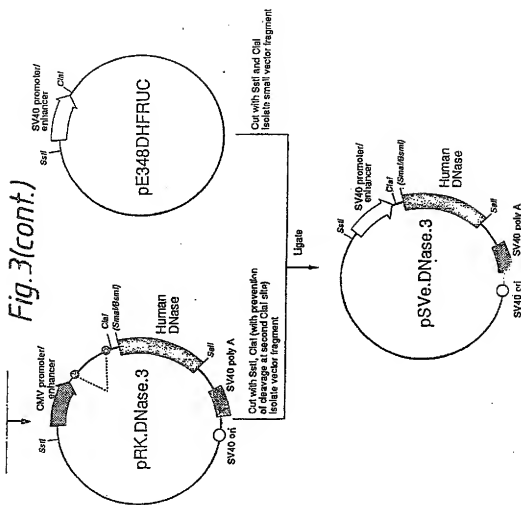 Fig.3(cont.)
SstI
CMV promoter/
enhancer
ClaI
(SmaI/BsmI)
Human
DNase
SalI
SV40 poly A
SV40 ori
pRK.DNase.3
SstI
SV40 promoter/
enhancer
ClaI
pE348DHFRUC
Cut with SstI, ClaI (with prevention
of cleavage at second ClaI site)
Isolate vector fragment
Cut with SstI and ClaI
Isolate small vector fragment
Ligate
SstI
SV40 promoter/
enhancer
ClaI
(SmaI/BsmI)
Human
DNase
SalI
SV40 poly A
SV40 ori
pSVe.DNase.3